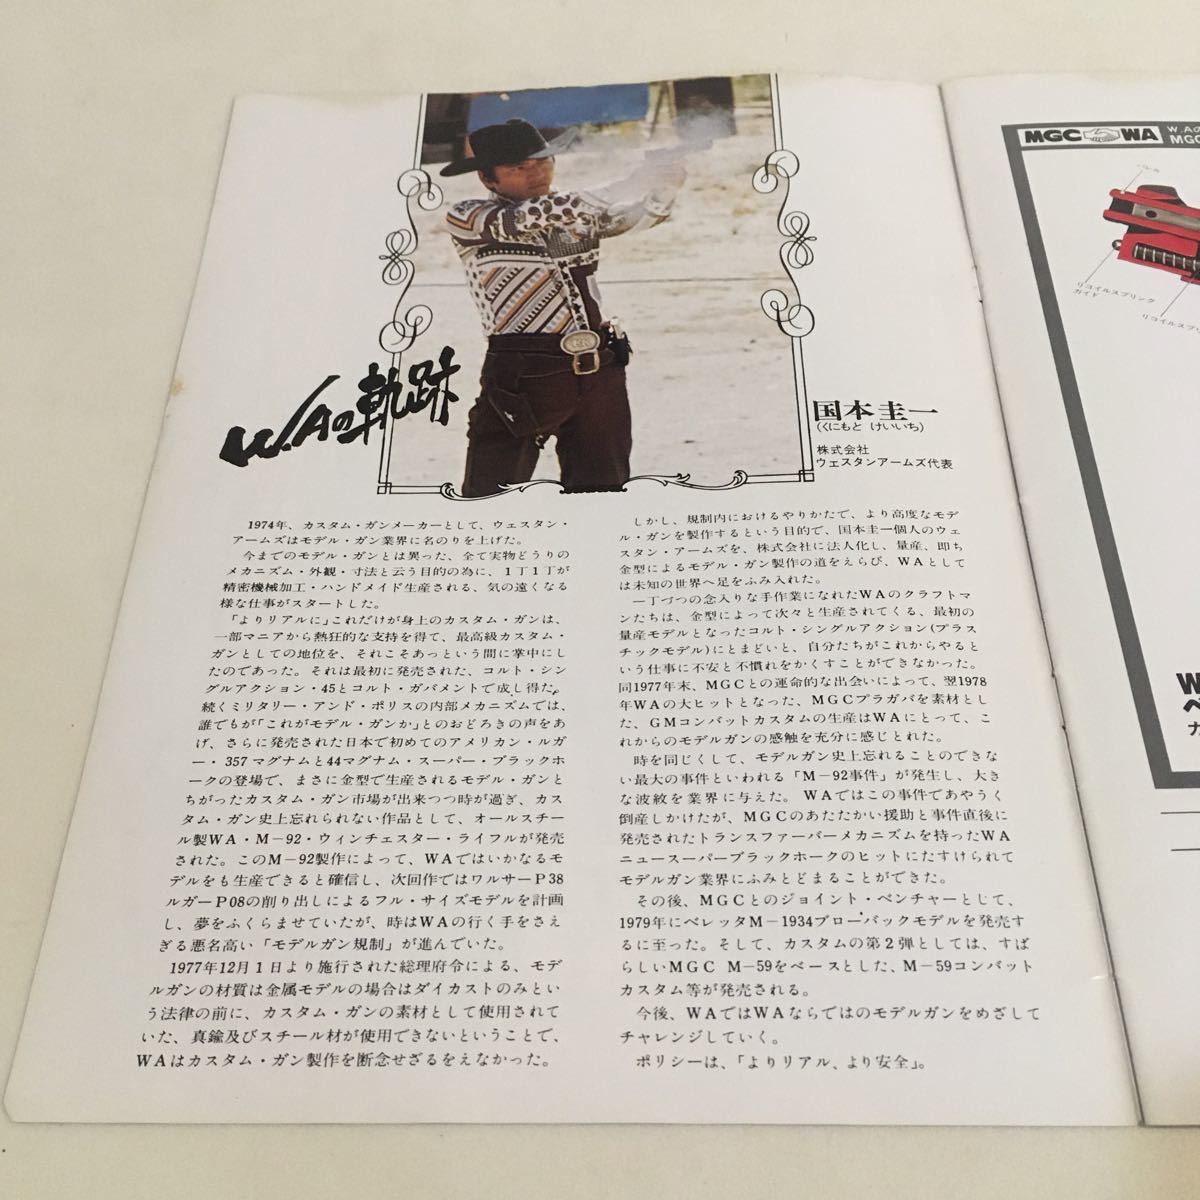 W.Aの軌跡
国本圭一
(くにもと けいいち)
株式会社
ウェスタンアームズ代表
1974年、カスタム・ガンメーカーとして、ウェスタン・
アームズはモデル・ガン業界に名のりを上げた。
今までのモデル・ガンとは異った、全て実物どうりの
メカニズム・外観・寸法と云う目的の為に、1丁1丁が
精密機械加工・ハンドメイド生産される、気の遠くなる
様な仕事がスタートした。
「よりリアルに」これだけが身上のカスタム・ガンは、
一部マニアから熱狂的な支持を得て、最高級カスタム・
ガンとしての地位を、それこそあっという間に掌中にし
たのであった。それは最初に発売された、コルト・シン
グルアクション・45とコルト・ガバメントで成し得た。
続くミリタリー・アンド・ポリスの内部メカニズムでは、
誰でもが「これがモデル・ガンか」とのおどろきの声をあ
げ、さらに発売された日本で初めてのアメリカン・ルガ
ー・357マグナムと44マグナム・スーパー・ブラックホ
ークの登場で、まさに金型で生産されるモデル・ガンと
ちがったカスタム・ガン市場が出来つつ時が過ぎ、カス
タム・ガン史上忘れられない作品として、オールスチー
ル製WA・M-92・ウィンチェスター・ライフルが発売
された。このM-92製作によって、WAではいかなるモ
デルをも生産できると確信し、次回作ではワルサーP38
ルガーP08の削り出しによるフル・サイズモデルを計画
し、夢をふくらませていたが、時はWAの行く手をさえ
ぎる悪名高い「モデルガン規制」が進んでいた。
1977年12月1日より施行された総理府令による、モデ
ルガンの材質は金属モデルの場合はダイカストのみとい
う法律の前に、カスタム・ガンの素材として使用されて
いた、真鍮及びスチール材が使用できないということで、
WAはカスタム・ガン製作を断念せざるをえなかった。
しかし、規制内におけるやりかたで、より高度なモデ
ル・ガンを製作するという目的で、国本圭一個人のウェ
スタン・アームズを、株式会社に法人化し、量産、即ち
金型によるモデル・ガン製作の道をえらび、WAとして
は未知の世界へ足をふみ入れた。
一丁づつの念入りな手作業になれたWAのクラフトマ
ンたちは、金型によって次々と生産されてくる、最初の
量産モデルとなったコルト・シングルアクション(プラス
チックモデル)にとまどいと、自分たちがこれからやると
いう仕事に不安と不慣れをかくすことができなかった。
同1977年末、MGCとの運命的な出会いによって、翌1978
年WAの大ヒットとなった、MGCプラガバを素材とし
た、GMコンバットカスタムの生産はWAにとって、こ
れからのモデルガンの感触を充分に感じとれた。
時を同じくして、モデルガン史上忘れることのできな
い最大の事件といわれる「M-92事件」が発生し、大き
な波紋を業界に与えた。WAではこの事件であやうく
倒産しかけたが、MGCのあたたかい援助と事件直後に
発売されたトランスファーバーメカニズムを持ったWA
ニュースーパーブラックホークのヒットにたすけられて
モデルガン業界にふみとどまることができた。
その後、MGCとのジョイント・ベンチャーとして、
1979年にベレッタM-1934ブローバックモデルを発売す
るに至った。そして、カスタムの第2弾としては、すば
らしいMGC M-59をベースとした、M-59コンバット
カスタム等が発売される。
今後、WAではWAならではのモデルガンをめざして
チャレンジしていく。
ポリシーは、「よりリアル、より安全」。
MGC WA
リコイルスプリング
ガイド